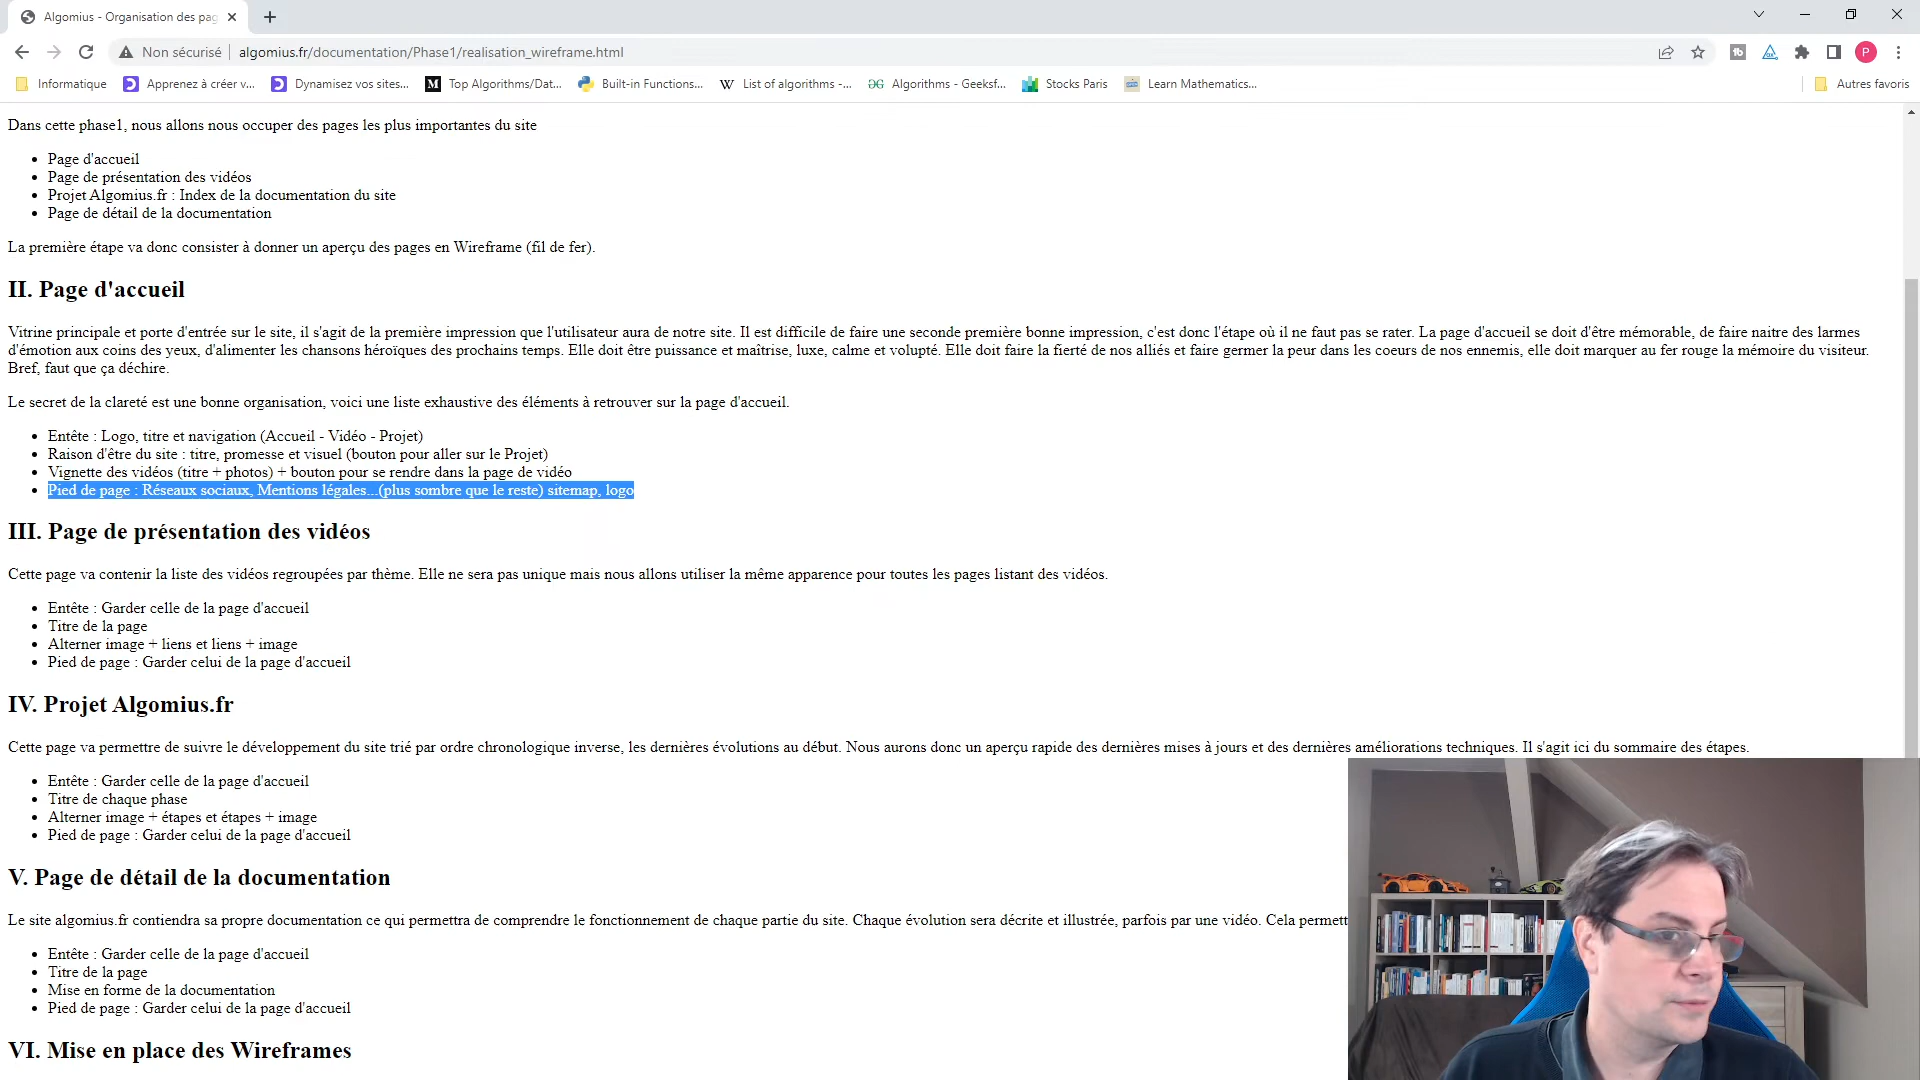 Algomius - Organisation des pag
Non sécurisé
algomius.fr/documentation/Phase1/realisation_wireframe.html
P
Informatique
Apprenez à créer v...
Dynamisez vos sites...
Top Algorithms/Dat...
Built-in Functions...
List of algorithms -...
Algorithms - Geeksf...
Stocks Paris
Learn Mathematics...
Autres favoris
Dans cette phase1, nous allons nous occuper des pages les plus importantes du site
Page d'accueil
Page de présentation des vidéos
Projet Algomius.fr : Index de la documentation du site
Page de détail de la documentation
La première étape va donc consister à donner un aperçu des pages en Wireframe (fil de fer).
II. Page d'accueil
Vitrine principale et porte d'entrée sur le site, il s'agit de la première impression que l'utilisateur aura de notre site. Il est difficile de faire une seconde première bonne impression, c'est donc l'étape où il ne faut pas se rater. La page d'accueil se doit d'être mémorable, de faire naitre des larmes
d'émotion aux coins des yeux, d'alimenter les chansons héroïques des prochains temps. Elle doit être puissance et maîtrise, luxe, calme et volupté. Elle doit faire la fierté de nos alliés et faire germer la peur dans les coeurs de nos ennemis, elle doit marquer au fer rouge la mémoire du visiteur.
Bref, faut que ça déchire.
Le secret de la clareté est une bonne organisation, voici une liste exhaustive des éléments à retrouver sur la page d'accueil.
Entête : Logo, titre et navigation (Accueil - Vidéo - Projet)
Raison d'être du site : titre, promesse et visuel (bouton pour aller sur le Projet)
Vignette des vidéos (titre + photos) + bouton pour se rendre dans la page de vidéo
Pied de page : Réseaux sociaux, Mentions légales...(plus sombre que le reste) sitemap, logo
III. Page de présentation des vidéos
Cette page va contenir la liste des vidéos regroupées par thème. Elle ne sera pas unique mais nous allons utiliser la même apparence pour toutes les pages listant des vidéos.
Entête : Garder celle de la page d'accueil
Titre de la page
Alterner image + liens et liens + image
Pied de page : Garder celui de la page d'accueil
IV. Projet Algomius.fr
Cette page va permettre de suivre le développement du site trié par ordre chronologique inverse, les dernières évolutions au début. Nous aurons donc un aperçu rapide des dernières mises à jours et des dernières améliorations techniques. Il s'agit ici du sommaire des étapes.
Entête : Garder celle de la page d'accueil
Titre de chaque phase
Alterner image + étapes et étapes + image
Pied de page : Garder celui de la page d'accueil
V. Page de détail de la documentation
Le site algomius.fr contiendra sa propre documentation ce qui permettra de comprendre le fonctionnement de chaque partie du site. Chaque évolution sera décrite et illustrée, parfois par une vidéo. Cela permett
Entête : Garder celle de la page d'accueil
Titre de la page
Mise en forme de la documentation
Pied de page : Garder celui de la page d'accueil
VI. Mise en place des Wireframes